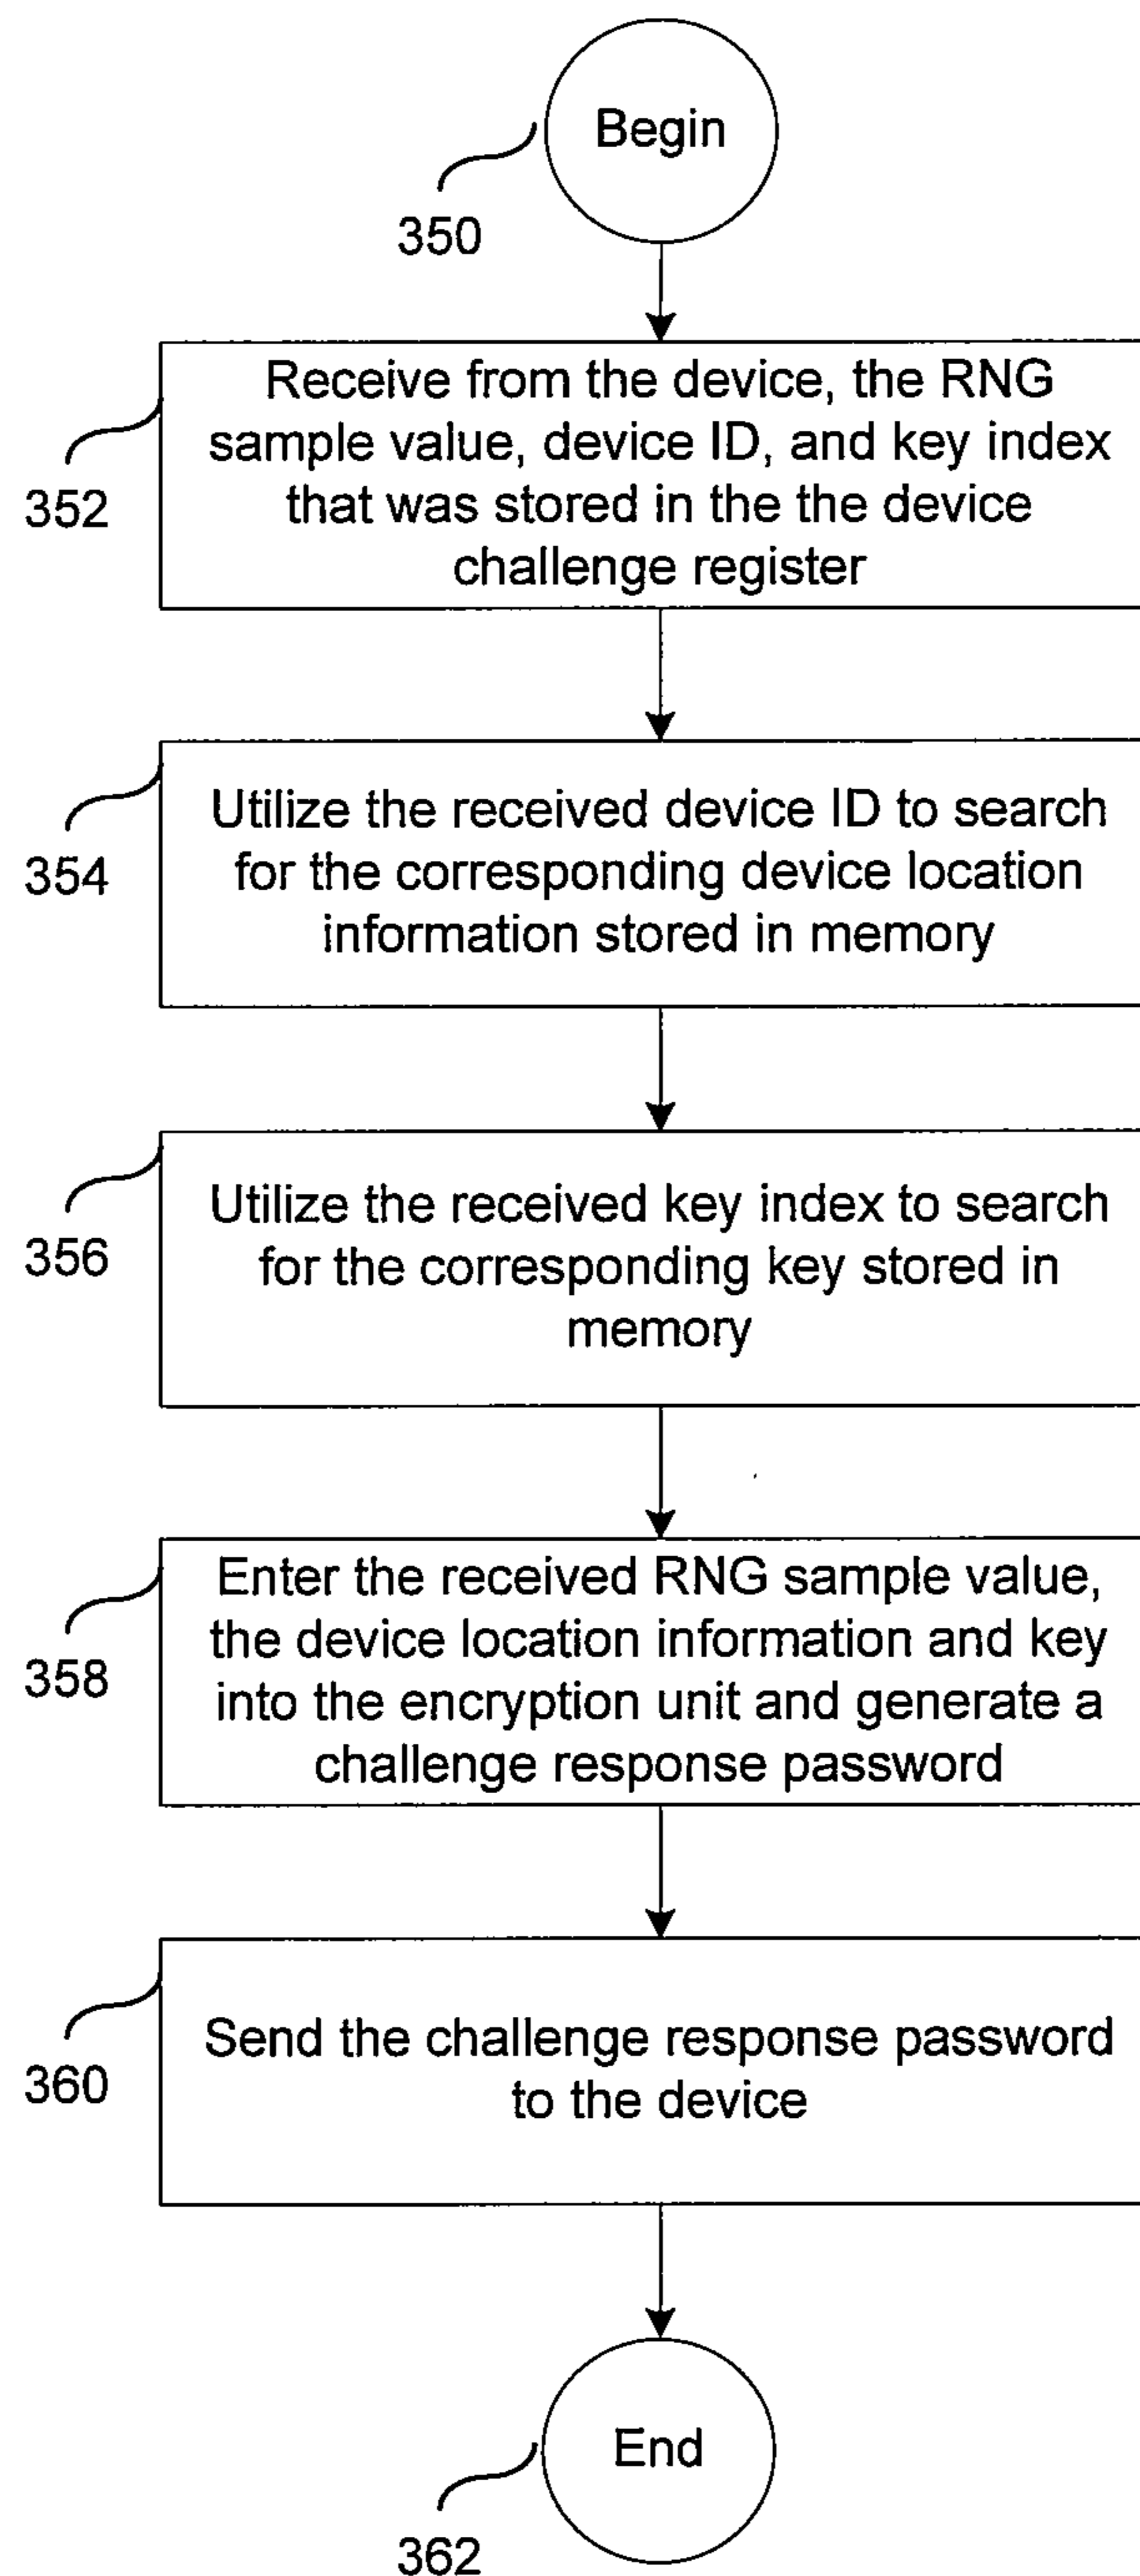 Begin
350
Receive from the device, the RNG
sample value, device ID, and key index
that was stored in the the device
challenge register
352
Utilize the received device ID to search
for the corresponding device location
information stored in memory
354
Utilize the received key index to search
for the corresponding key stored in
memory
356
Enter the received RNG sample value,
the device location information and key
into the encryption unit and generate a
challenge response password
358
Send the challenge response password
to the device
360
End
362